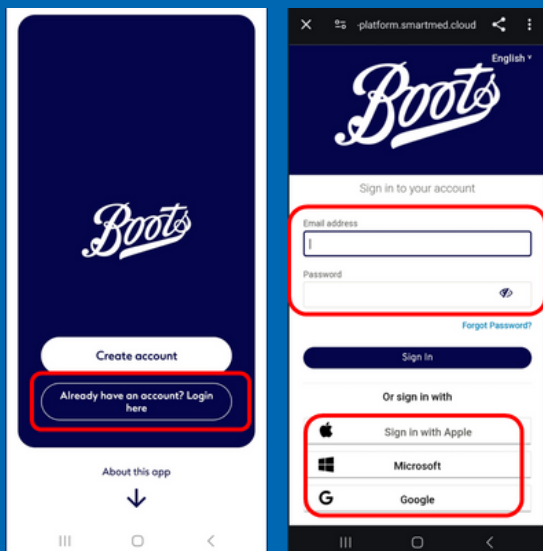 Boots
Create account
Already have an account? Login
here
About this app
-platform.smartmed.cloud
English
Boots
Sign in to your account
Email address
Password
Forgot Password?
Sign In
Or sign in with
Sign in with Apple
Microsoft
G
Google